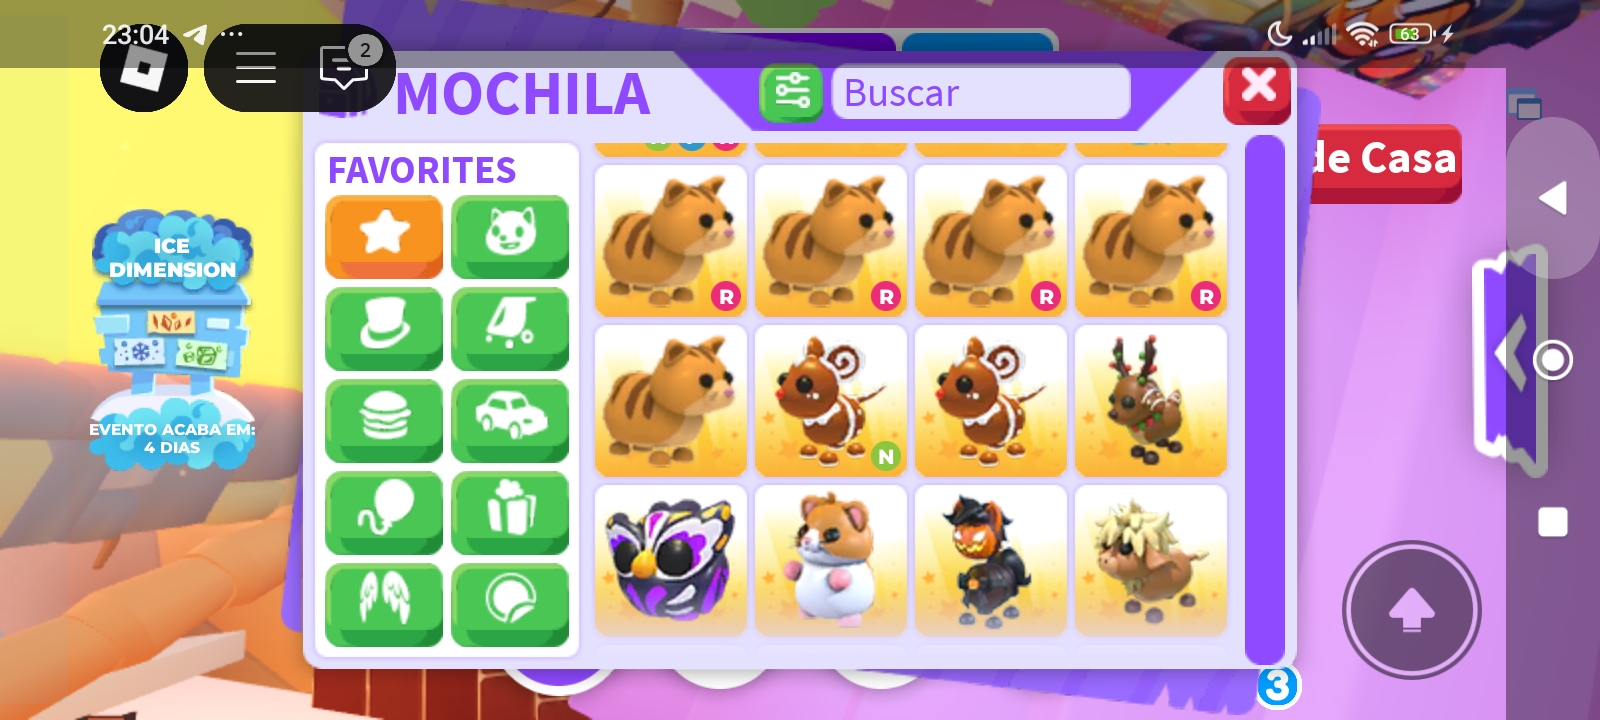 23:04
63
2
MOCHILA
Buscar
FAVORITES
de Casa
ICE
DIMENSION
EVENTO ACABA EM:
4 DIAS
R
R
R
R
N
3